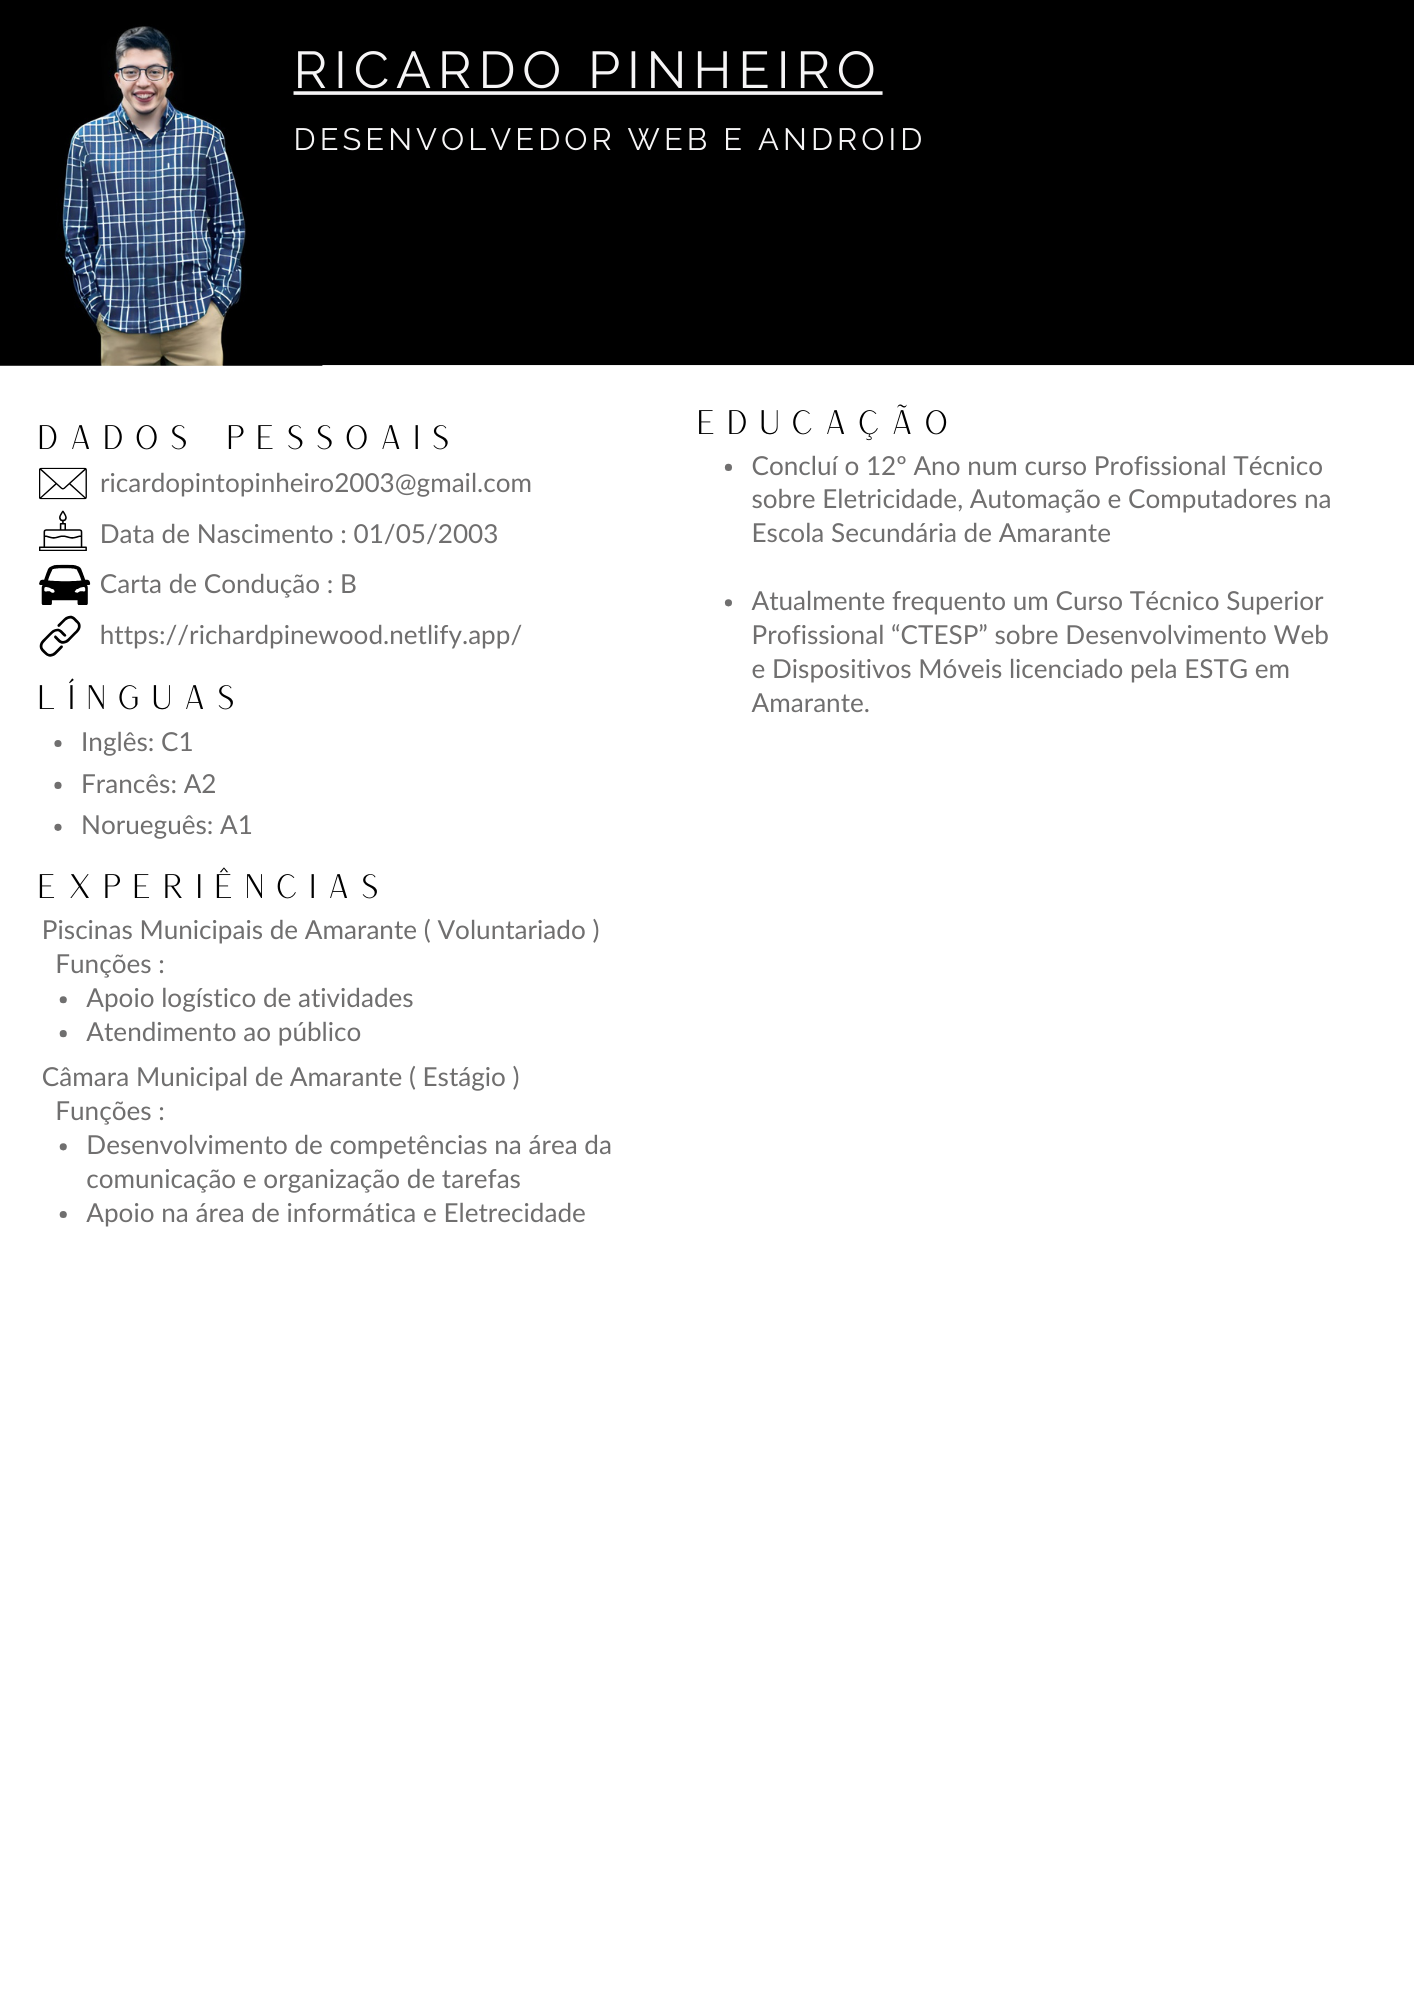 RICARDO PINHEIRO
DESENVOLVEDOR WEB E ANDROID
DADOS PESSOAIS
ricardopintopinheiro2003@gmail.com
Data de Nascimento : 01/05/2003
Carta de Condução : B
https://richardpinewood.netlify.app/
LÍNGUAS
• Inglês: C1
• Francês: A2
• Norueguês: A1
EXPERIÊNCIAS
Piscinas Municipais de Amarante ( Voluntariado )
Funções :
• Apoio logístico de atividades
• Atendimento ao público
Câmara Municipal de Amarante ( Estágio )
Funções :
• Desenvolvimento de competências na área da
comunicação e organização de tarefas
• Apoio na área de informática e Eletrecidade
EDUCAÇÃO
• Concluí o 12º Ano num curso Profissional Técnico
sobre Eletricidade, Automação e Computadores na
Escola Secundária de Amarante
• Atualmente frequento um Curso Técnico Superior
Profissional “CTESP” sobre Desenvolvimento Web
e Dispositivos Móveis licenciado pela ESTG em
Amarante.